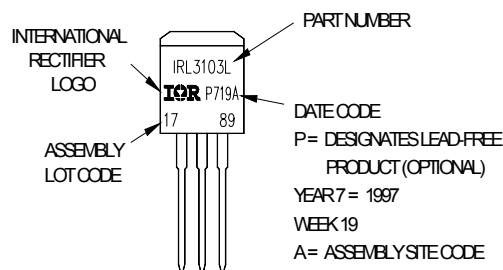 INTERNATIONAL
RECTIFIER
LOGO
ASSEMBLY
LOT CODE
IRL3103L
IOR P719A
17 89
PART NUMBER
DATE CODE
P = DESIGNATES LEAD-FREE
PRODUCT (OPTIONAL)
YEAR 7 = 1997
WEEK 19
A = ASSEMBLY SITE CODE